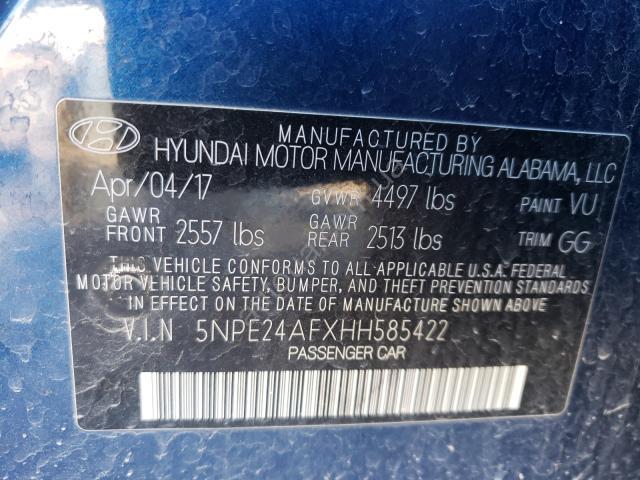 MANUFACTURED BY
HYUNDAI MOTOR MANUFACTURING ALABAMA, LLC
Apr/04/17 GVWR 4497 lbs PAINT VU
GAWR FRONT 2557 lbs GAWR REAR 2513 lbs TRIM GG
THIS VEHICLE CONFORMS TO ALL APPLICABLE U.S.A. FEDERAL
MOTOR VEHICLE SAFETY, BUMPER, AND THEFT PREVENTION STANDARDS
IN EFFECT ON THE DATE OF MANUFACTURE SHOWN ABOVE.
V.I.N 5NPE24AFXHH585422
PASSENGER CAR